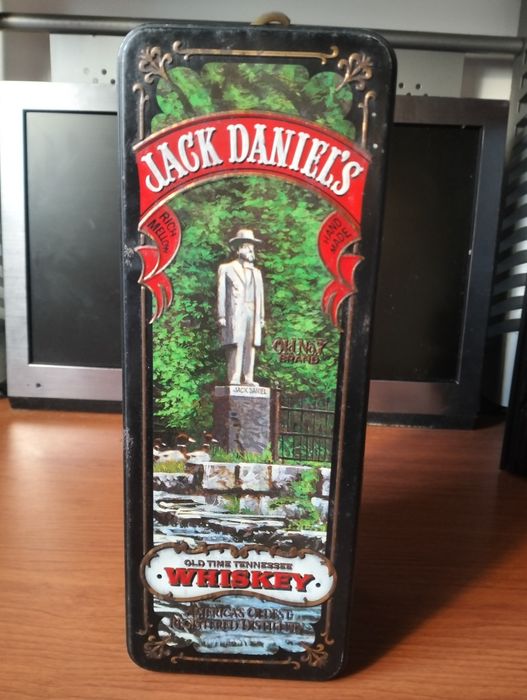 JACK DANIEL'S
RICH
MELLOW
HAND
MADE
Old No 7
BRAND
JACK DANIEL
OLD TIME TENNESSEE
• WHISKEY •
AMERICA'S OLDEST
REGISTERED DISTILLERY